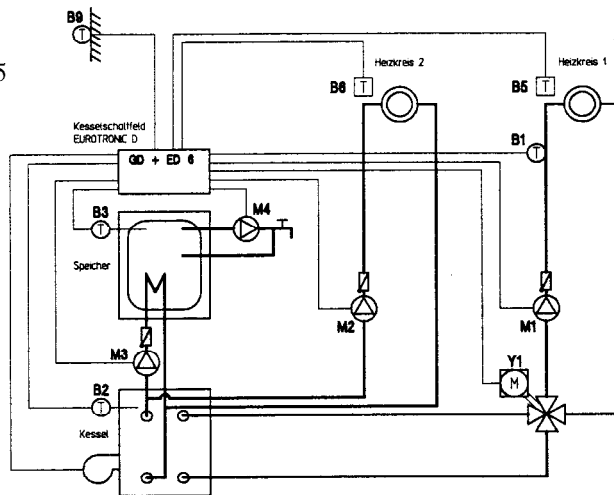 B9
T
5
Heizkreis 2
Heizkreis 1
B6
T
B5
T
Kesselschaltfeld
EUROTRONIC D
GD + ED 6
B1
T
B3
T
M4
Speicher
M2
M1
M3
Y1
M
B2
T
Kessel